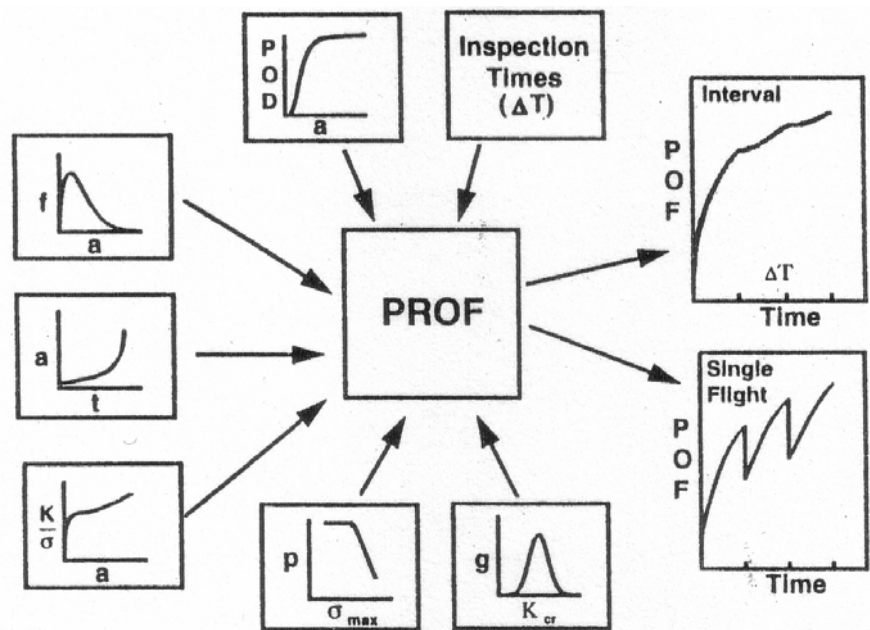 P
O
D
a
Inspection
Times
(ΔT)
Interval
P
O
F
ΔT
Time
f
a
PROF
a
t
Single
Flight
P
O
F
Time
K
σ
a
p
σ max
g
K cr